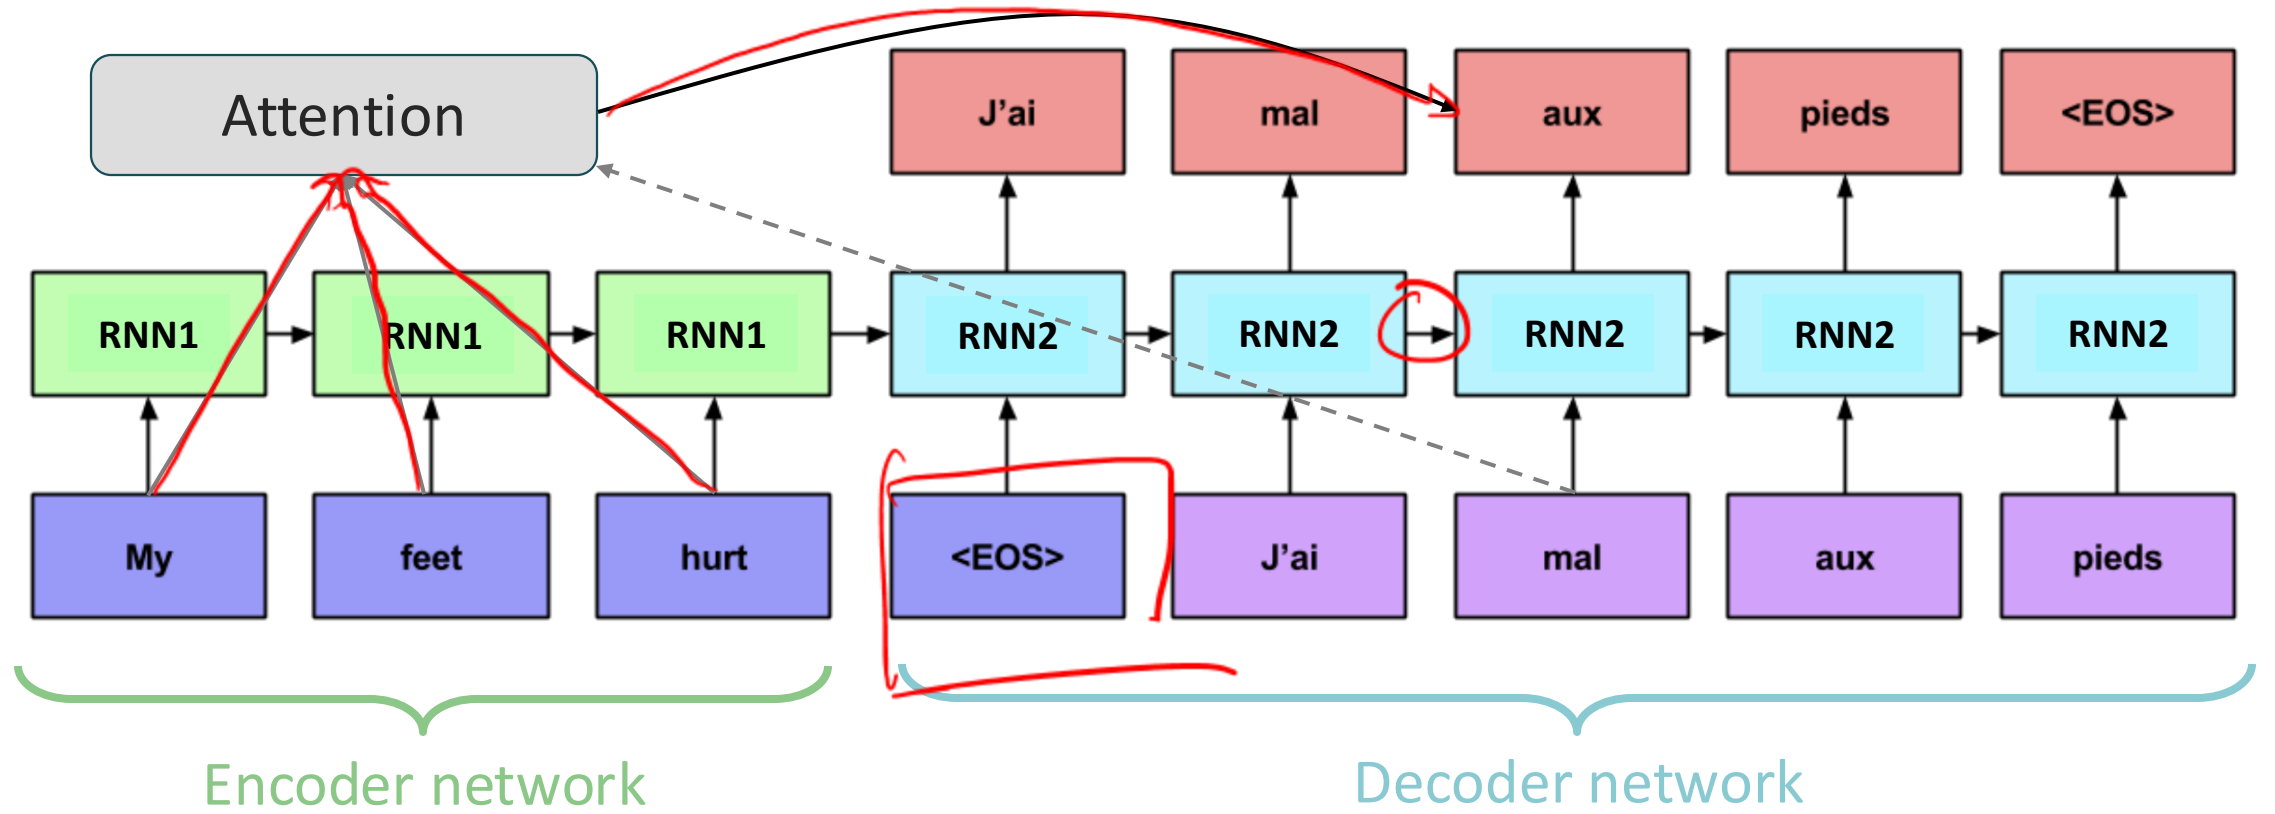 Attention
J'ai mal aux pieds <EOS>
RNN1 RNN1 RNN1 RNN2 RNN2 RNN2 RNN2 RNN2
My feet hurt <EOS> J'ai mal aux pieds
Encoder network
Decoder network